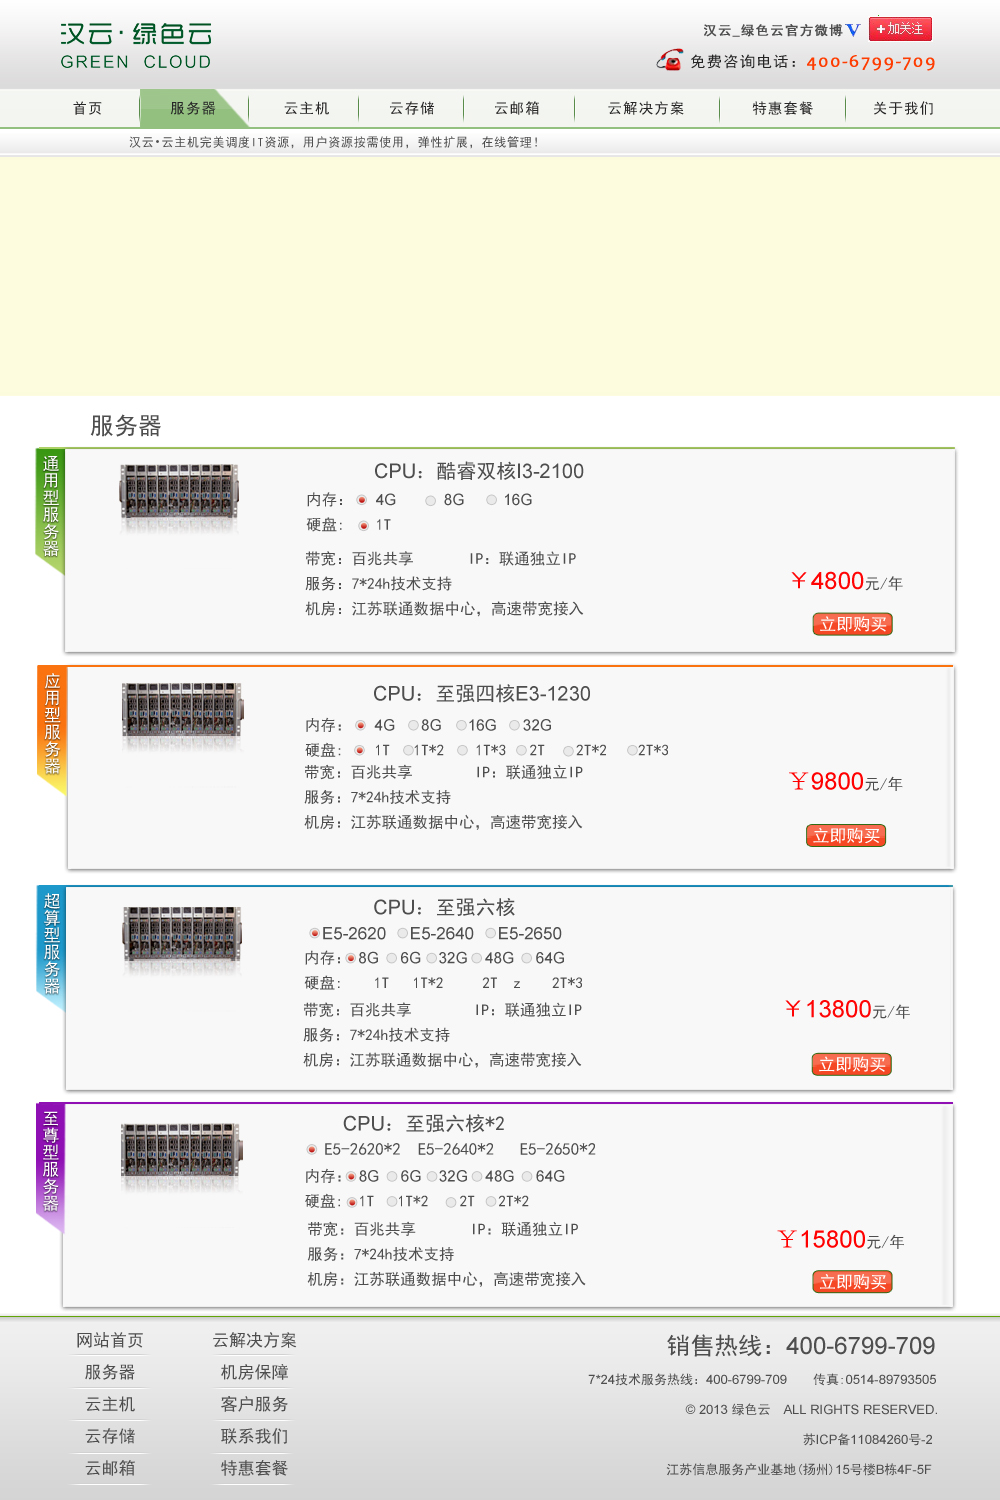 汉云·绿色云
GREEN CLOUD
汉云_绿色云官方微博 V +加关注
免费咨询电话：400-6799-709
首页 服务器 云主机 云存储 云邮箱 云解决方案 特惠套餐 关于我们
汉云•云主机完美调度IT资源，用户资源按需使用，弹性扩展，在线管理！
服务器
通用型服务器
CPU：酷睿双核I3-2100
内存： 4G 8G 16G
硬盘: 1T
带宽：百兆共享 IP：联通独立IP
服务：7*24h技术支持
机房：江苏联通数据中心，高速带宽接入
￥4800元/年
立即购买
应用型服务器
CPU：至强四核E3-1230
内存： 4G 8G 16G 32G
硬盘: 1T 1T*2 1T*3 2T 2T*2 2T*3
带宽：百兆共享 IP：联通独立IP
服务：7*24h技术支持
机房：江苏联通数据中心，高速带宽接入
￥9800元/年
立即购买
超算型服务器
CPU：至强六核
E5-2620 E5-2640 E5-2650
内存: 8G 6G 32G 48G 64G
硬盘: 1T 1T*2 2T z 2T*3
带宽：百兆共享 IP：联通独立IP
服务：7*24h技术支持
机房：江苏联通数据中心，高速带宽接入
￥13800元/年
立即购买
至尊型服务器
CPU：至强六核*2
E5-2620*2 E5-2640*2 E5-2650*2
内存: 8G 6G 32G 48G 64G
硬盘: 1T 1T*2 2T 2T*2
带宽：百兆共享 IP：联通独立IP
服务：7*24h技术支持
机房：江苏联通数据中心，高速带宽接入
￥15800元/年
立即购买
网站首页 云解决方案
服务器 机房保障
云主机 客户服务
云存储 联系我们
云邮箱 特惠套餐
销售热线：400-6799-709
7*24技术服务热线：400-6799-709 传真:0514-89793505
© 2013 绿色云 ALL RIGHTS RESERVED.
苏ICP备11084260号-2
江苏信息服务产业基地(扬州)15号楼B栋4F-5F